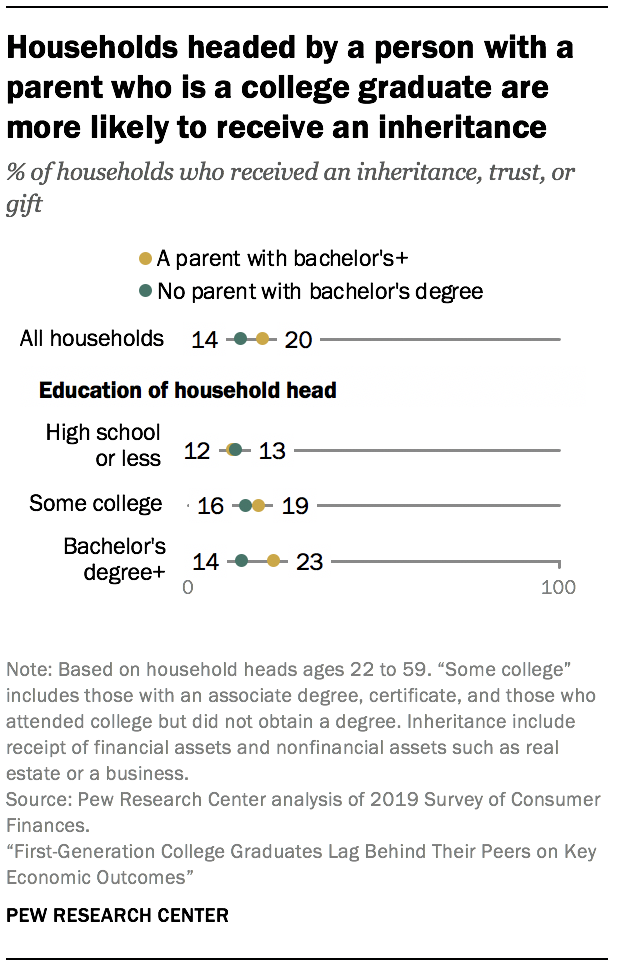 Households headed by a person with a
parent who is a college graduate are
more likely to receive an inheritance
% of households who received an inheritance, trust, or
gift
A parent with bachelor's+
No parent with bachelor's degree
All households 14 20
Education of household head
High school
or less 12 13
Some college 16 19
Bachelor's
degree+ 14 23
0 100
Note: Based on household heads ages 22 to 59. “Some college”
includes those with an associate degree, certificate, and those who
attended college but did not obtain a degree. Inheritance include
receipt of financial assets and nonfinancial assets such as real
estate or a business.
Source: Pew Research Center analysis of 2019 Survey of Consumer
Finances.
“First-Generation College Graduates Lag Behind Their Peers on Key
Economic Outcomes”
PEW RESEARCH CENTER